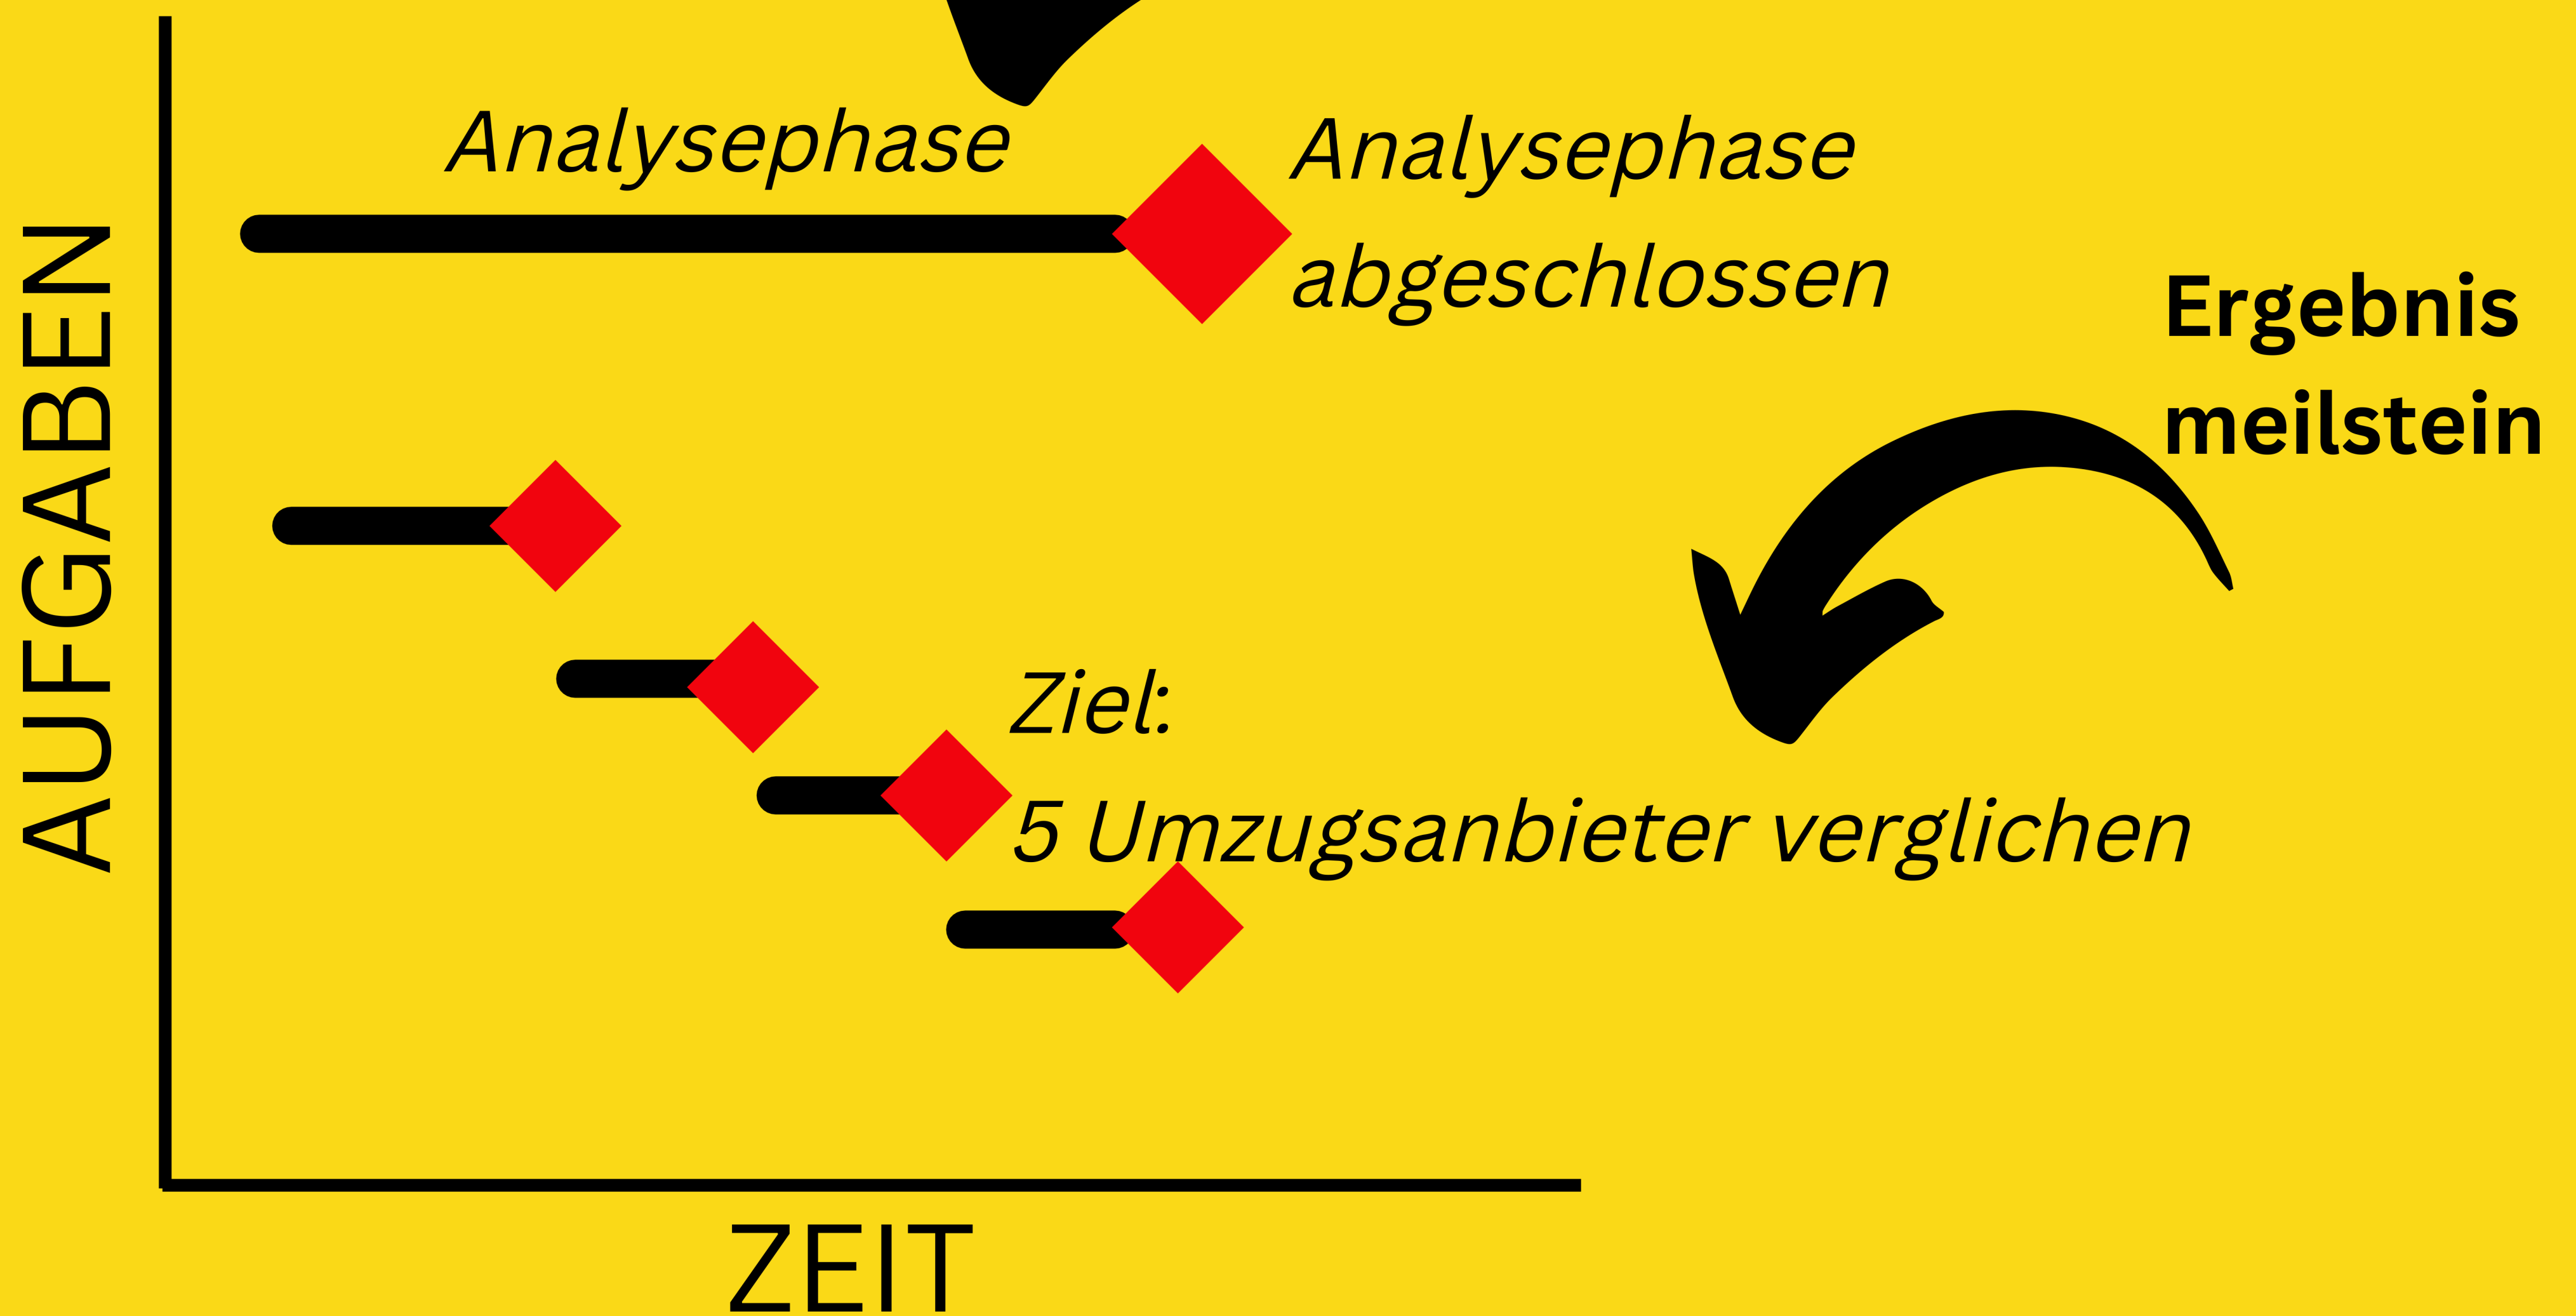 AUFGABEN
Analysephase
Analysephase
abgeschlossen
Ergebnis
meilstein
Ziel:
5 Umzugsanbieter verglichen
ZEIT